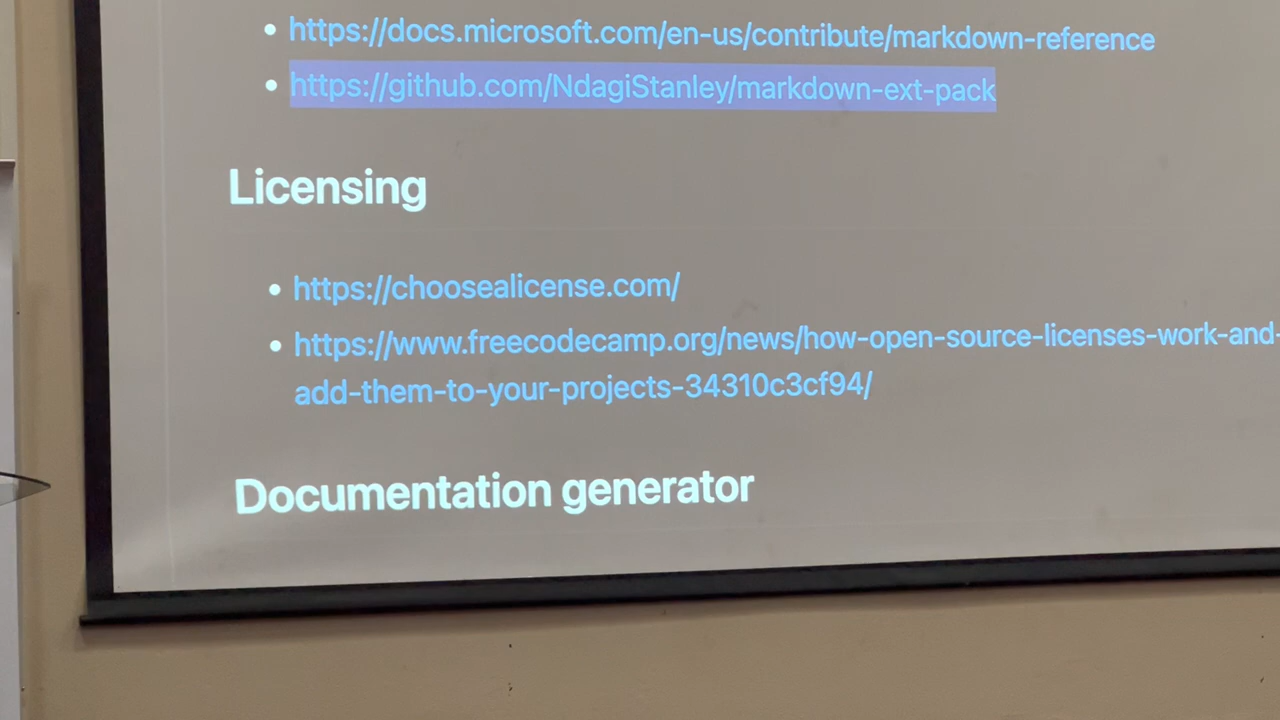 https://docs.microsoft.com/en-us/contribute/markdown-reference
https://github.com/NdagiStanley/markdown-ext-pack
Licensing
https://choosealicense.com/
https://www.freecodecamp.org/news/how-open-source-licenses-work-and-
add-them-to-your-projects-34310c3cf94/
Documentation generator